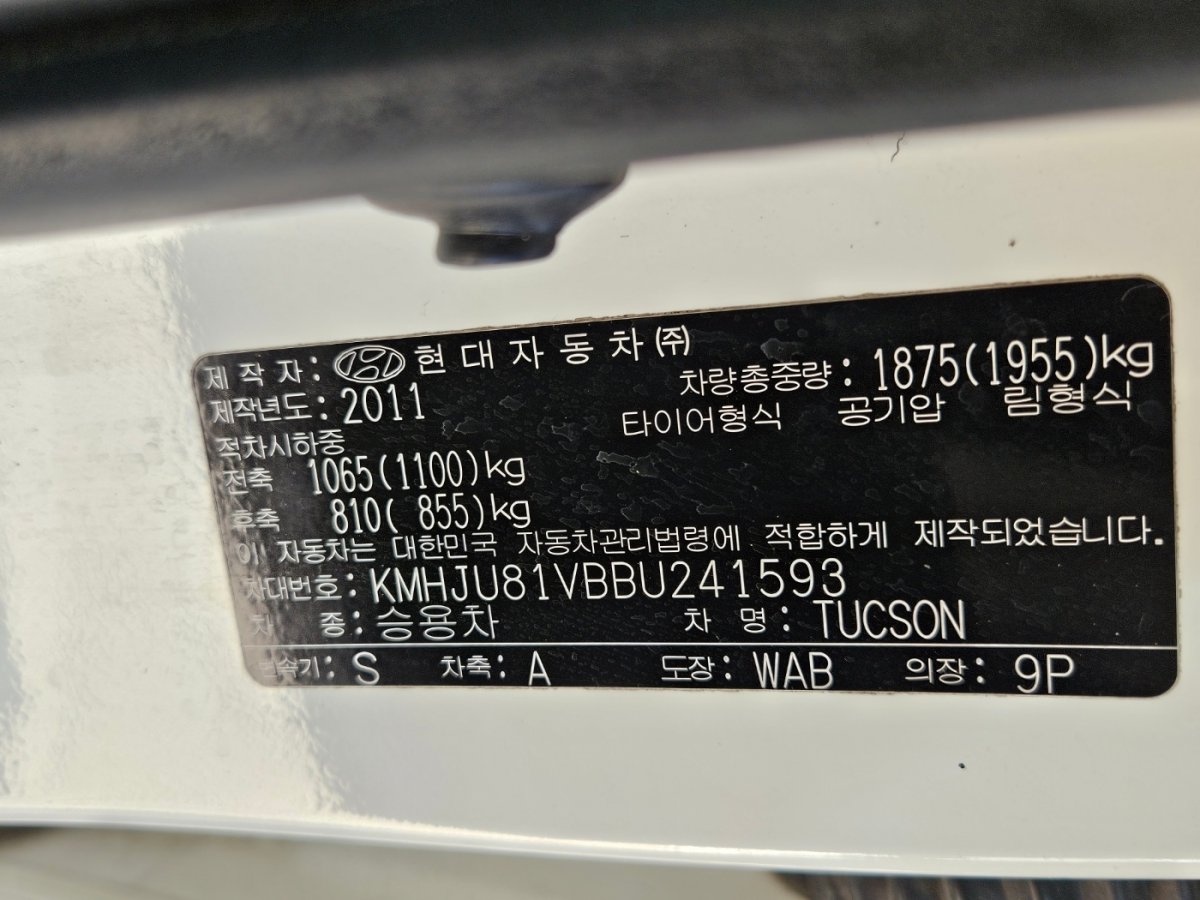 제 작 자 : 현 대 자 동 차 ㈜
제작년도 : 2011
차량총중량 : 1875(1955)kg
타이어형식 공기압 림형식
적차시하중
전축 1065(1100)kg
후축 810( 855)kg
이 자동차는 대한민국 자동차관리법령에 적합하게 제작되었습니다.
차대번호 : KMHJU81VBBU241593
차 종 : 승용차 차 명 : TUCSON
변속기 : S 차축 : A 도장 : WAB 의장 : 9P